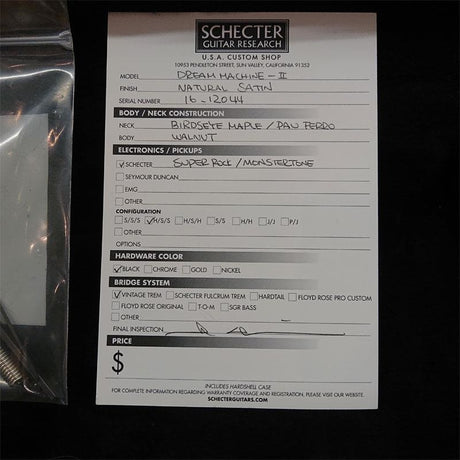 SCHECTER
GUITAR RESEARCH
U.S.A. CUSTOM SHOP
10953 PENDLETON STREET, SUN VALLEY, CALIFORNIA 91352
MODEL DREAM MACHINE - II
FINISH NATURAL SATIN
SERIAL NUMBER 16-12044
BODY / NECK CONSTRUCTION
NECK BIRDSEYE MAPLE / PAU FERRO
BODY WALNUT
ELECTRONICS / PICKUPS
SCHECTER SUPER ROCK / MONSTERTONE
SEYMOUR DUNCAN
EMG
OTHER
CONFIGURATION
S/S/S H/S/S H/S/H S/S H/H J/J P/J
OTHER
OPTIONS
HARDWARE COLOR
BLACK CHROME GOLD NICKEL
BRIDGE SYSTEM
VINTAGE TREM SCHECTER FULCRUM TREM HARDTAIL FLOYD ROSE PRO CUSTOM
FLOYD ROSE ORIGINAL T-O-M SGR BASS
OTHER
FINAL INSPECTION
PRICE
$
INCLUDES HARDSHELL CASE
FOR COMPLETE INFORMATION REGARDING WARRANTY COVERAGE AND REGISTRATION, PLEASE VISIT OUR WEBSITE.
SCHECTERGUITARS.COM